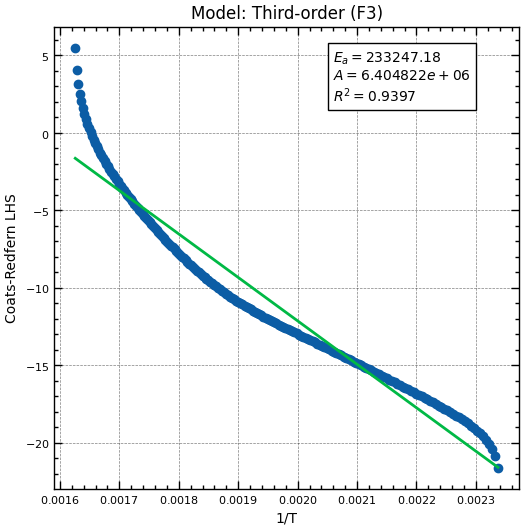 Model: Third-order (F3)
5
0
−5
−10
−15
−20
Coats-Redfern LHS
E_a = 233247.18
A = 6.404822e + 06
R² = 0.9397
0.0016 0.0017 0.0018 0.0019 0.0020 0.0021 0.0022 0.0023
1/T